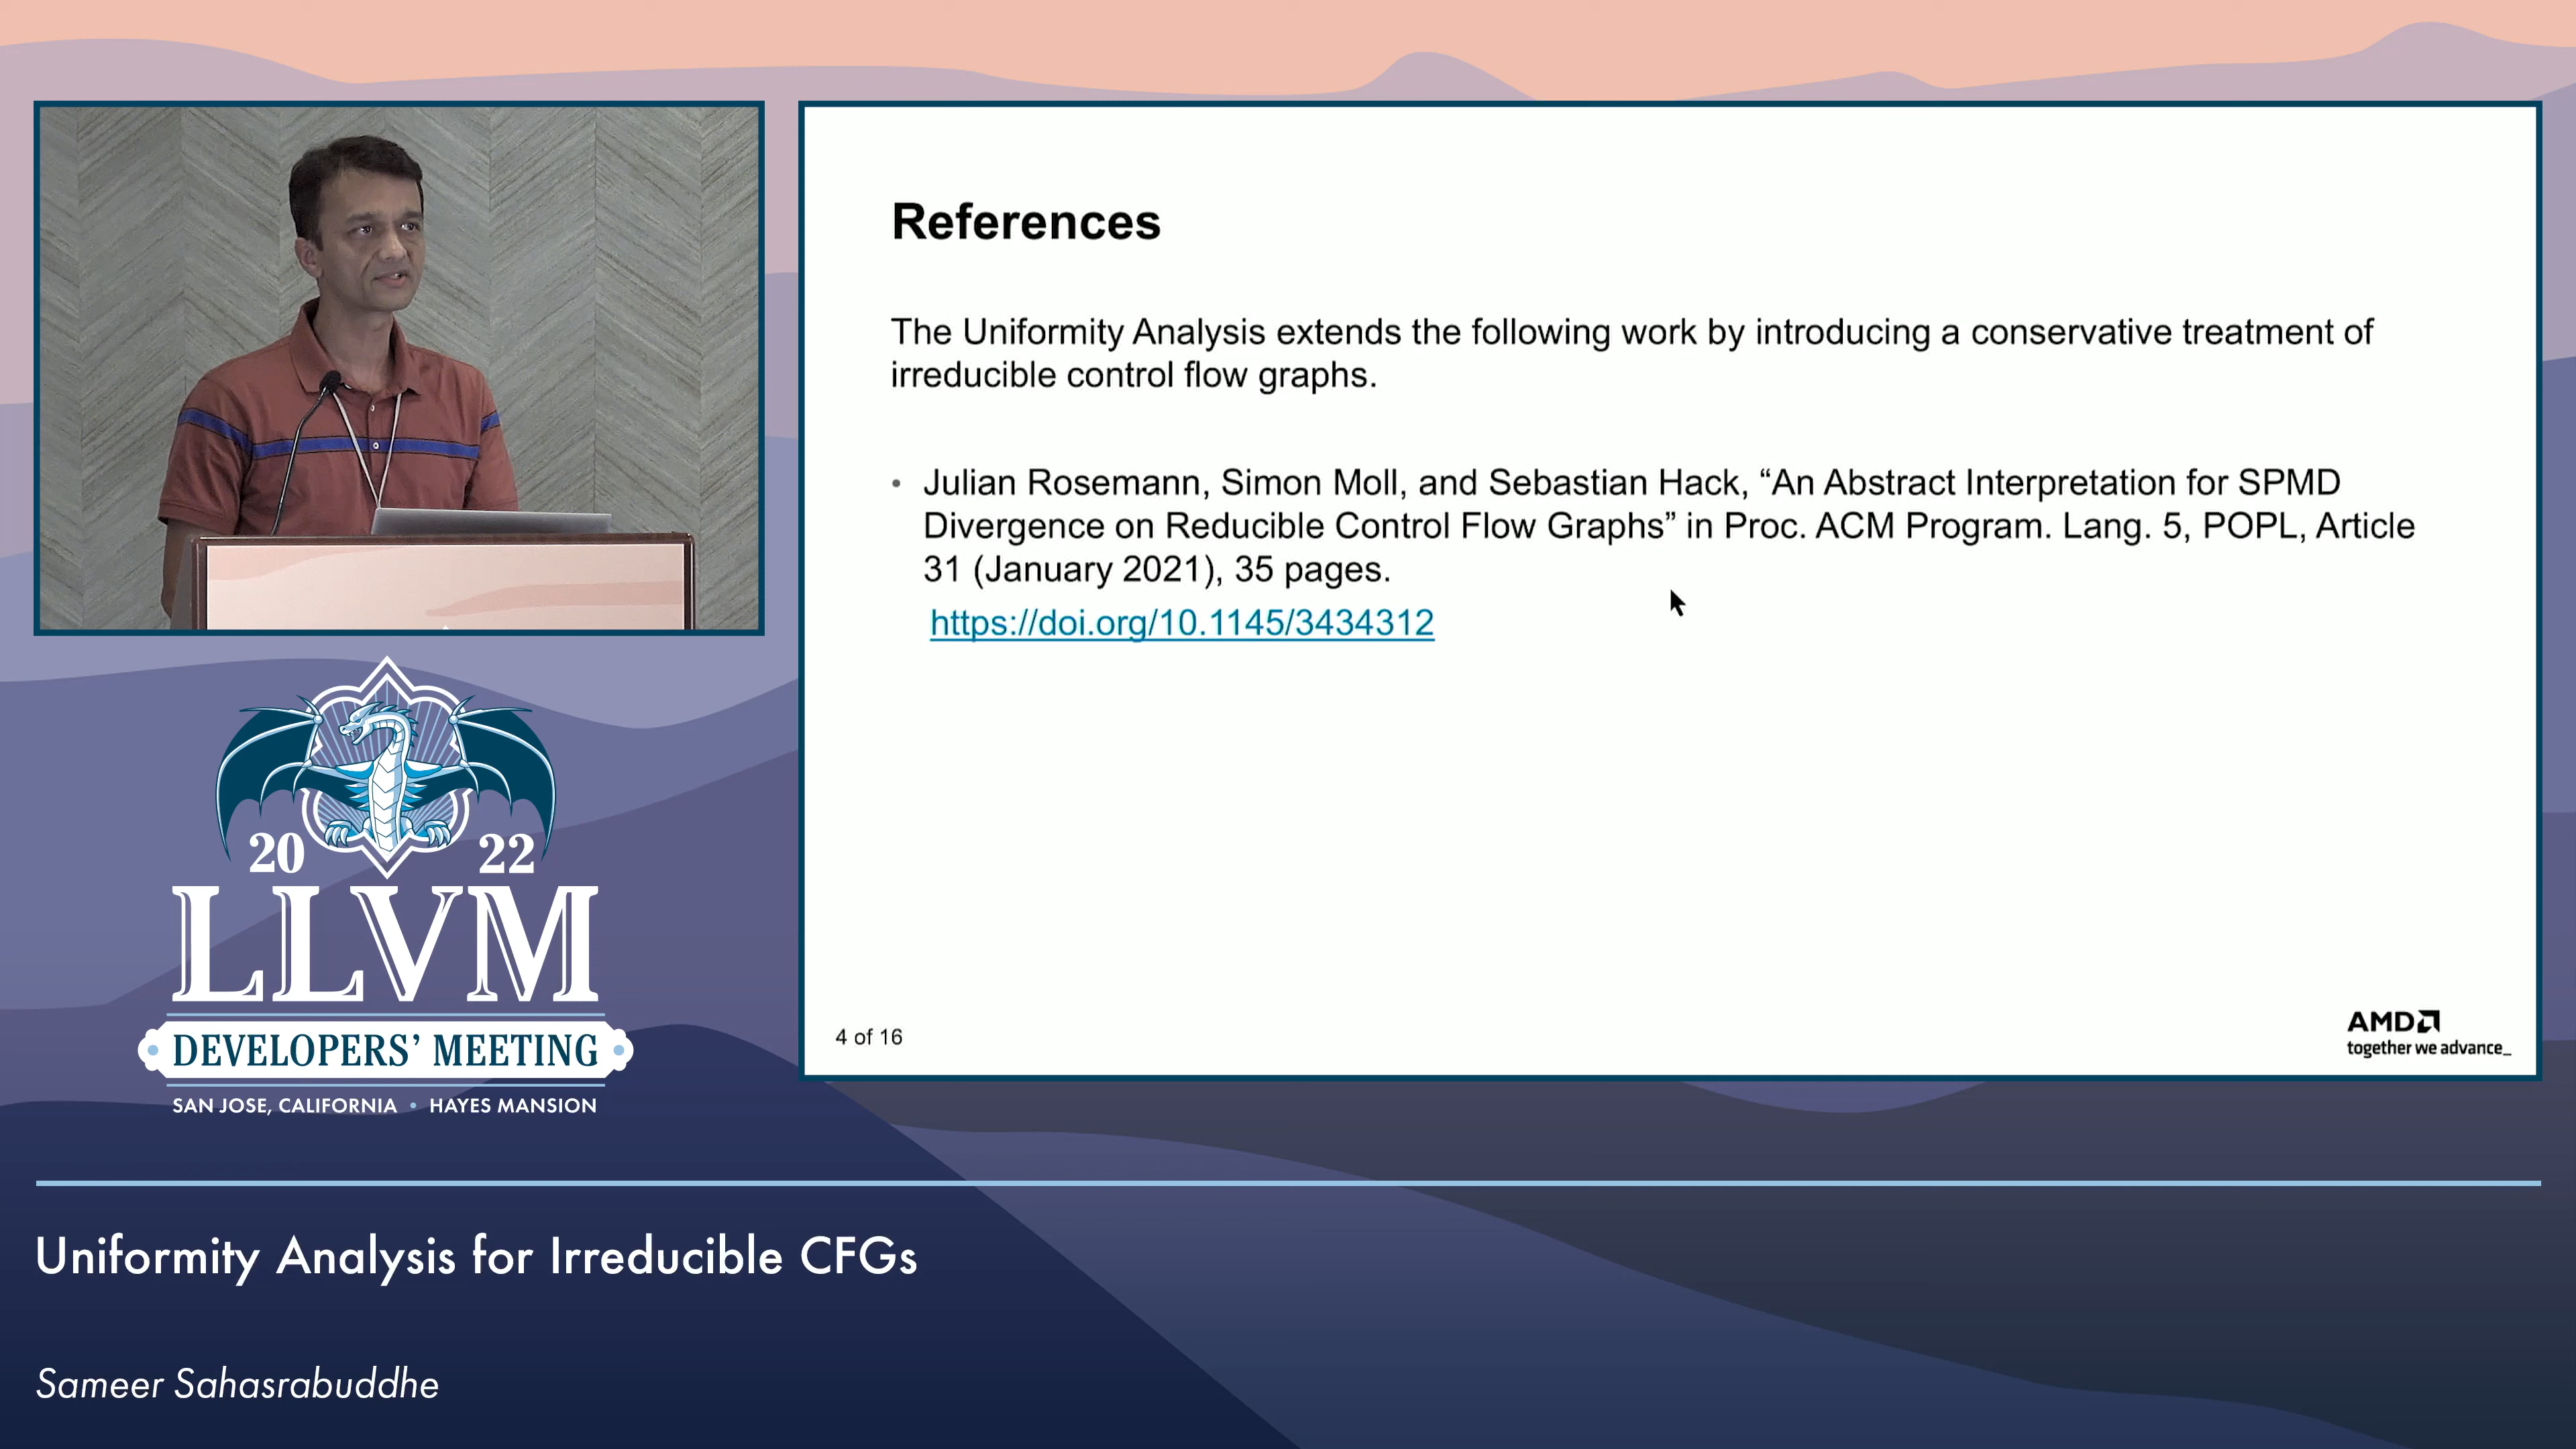 References
The Uniformity Analysis extends the following work by introducing a conservative treatment of
irreducible control flow graphs.
• Julian Rosemann, Simon Moll, and Sebastian Hack, “An Abstract Interpretation for SPMD
Divergence on Reducible Control Flow Graphs” in Proc. ACM Program. Lang. 5, POPL, Article
31 (January 2021), 35 pages.
https://doi.org/10.1145/3434312
4 of 16
AMD
together we advance_
20 22
LLVM
DEVELOPERS’ MEETING
SAN JOSE, CALIFORNIA • HAYES MANSION
Uniformity Analysis for Irreducible CFGs
Sameer Sahasrabuddhe